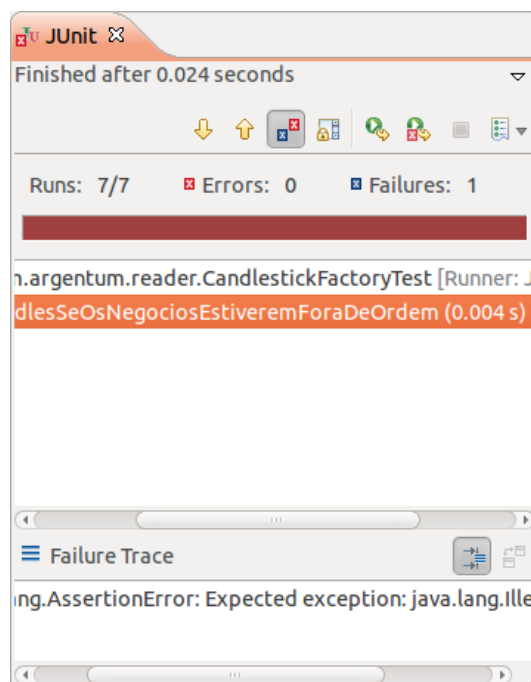 JUnit
Finished after 0.024 seconds
Runs: 7/7 Errors: 0 Failures: 1
n.argentum.reader.CandlestickFactoryTest [Runner: J
dlesSeOsNegociosEstiveremForaDeOrdem (0.004 s)
Failure Trace
ng.AssertionError: Expected exception: java.lang.Ille